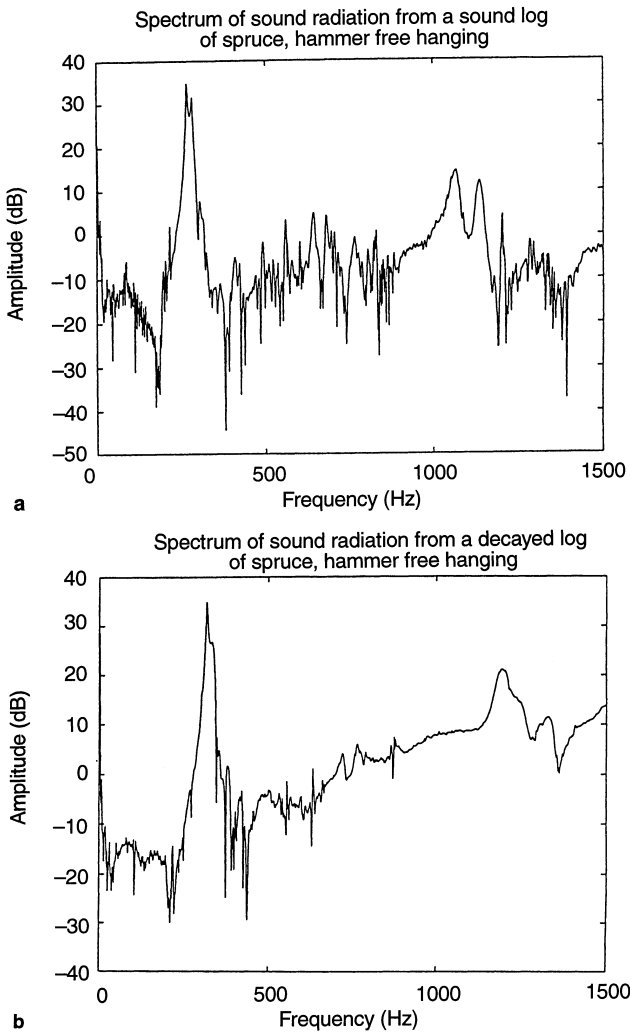 Spectrum of sound radiation from a sound log
of spruce, hammer free hanging
40
30
20
10
0
−10
−20
−30
−40
−50
Amplitude (dB)
0 500 1000 1500
Frequency (Hz)
a
Spectrum of sound radiation from a decayed log
of spruce, hammer free hanging
40
30
20
10
0
−10
−20
−30
−40
Amplitude (dB)
0 500 1000 1500
Frequency (Hz)
b